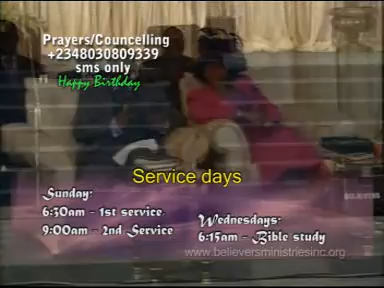 Prayers/Councelling
+2348030809339
sms only
Happy Birthday
Service days
Sunday:
6:30am - 1st service
9:00am - 2nd Service
Wednesdays:
6:15am - Bible study
www.believersministriesinc.org